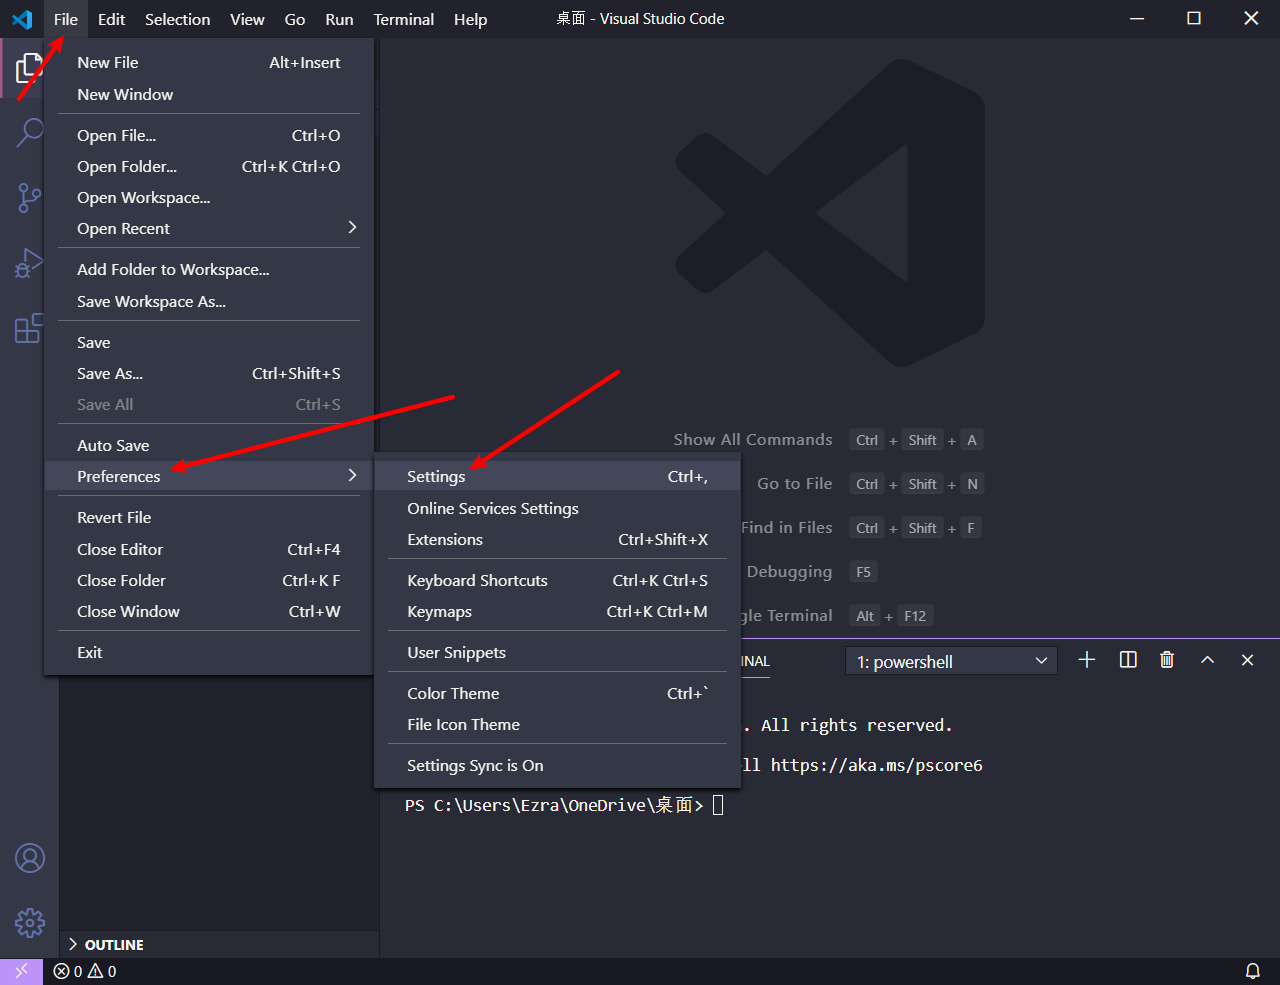 File Edit Selection View Go Run Terminal Help 桌面 - Visual Studio Code
New File Alt+Insert
New Window
Open File... Ctrl+O
Open Folder... Ctrl+K Ctrl+O
Open Workspace...
Open Recent
Add Folder to Workspace...
Save Workspace As...
Save
Save As... Ctrl+Shift+S
Save All Ctrl+S
Auto Save
Preferences
Revert File
Close Editor Ctrl+F4
Close Folder Ctrl+K F
Close Window Ctrl+W
Exit
Settings Ctrl+,
Online Services Settings
Extensions Ctrl+Shift+X
Keyboard Shortcuts Ctrl+K Ctrl+S
Keymaps Ctrl+K Ctrl+M
User Snippets
Color Theme Ctrl+`
File Icon Theme
Settings Sync is On
Show All Commands Ctrl + Shift + A
Go to File Ctrl + Shift + N
Find in Files Ctrl + Shift + F
Debugging F5
gle Terminal Alt + F12
INAL 1: powershell
. All rights reserved.
ll https://aka.ms/pscore6
PS C:\Users\Ezra\OneDrive\桌面>
OUTLINE
0 0